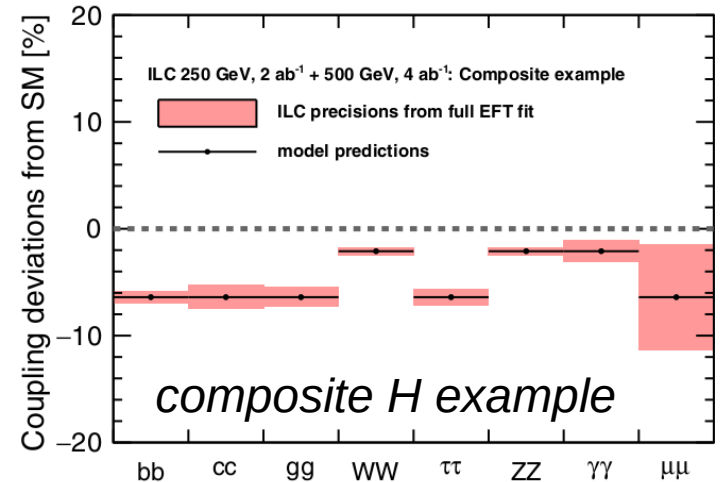 20
10
0
−10
−20
Coupling deviations from SM [%]
ILC 250 GeV, 2 ab⁻¹ + 500 GeV, 4 ab⁻¹: Composite example
ILC precisions from full EFT fit
model predictions
composite H example
bb cc gg WW ττ ZZ γγ μμ